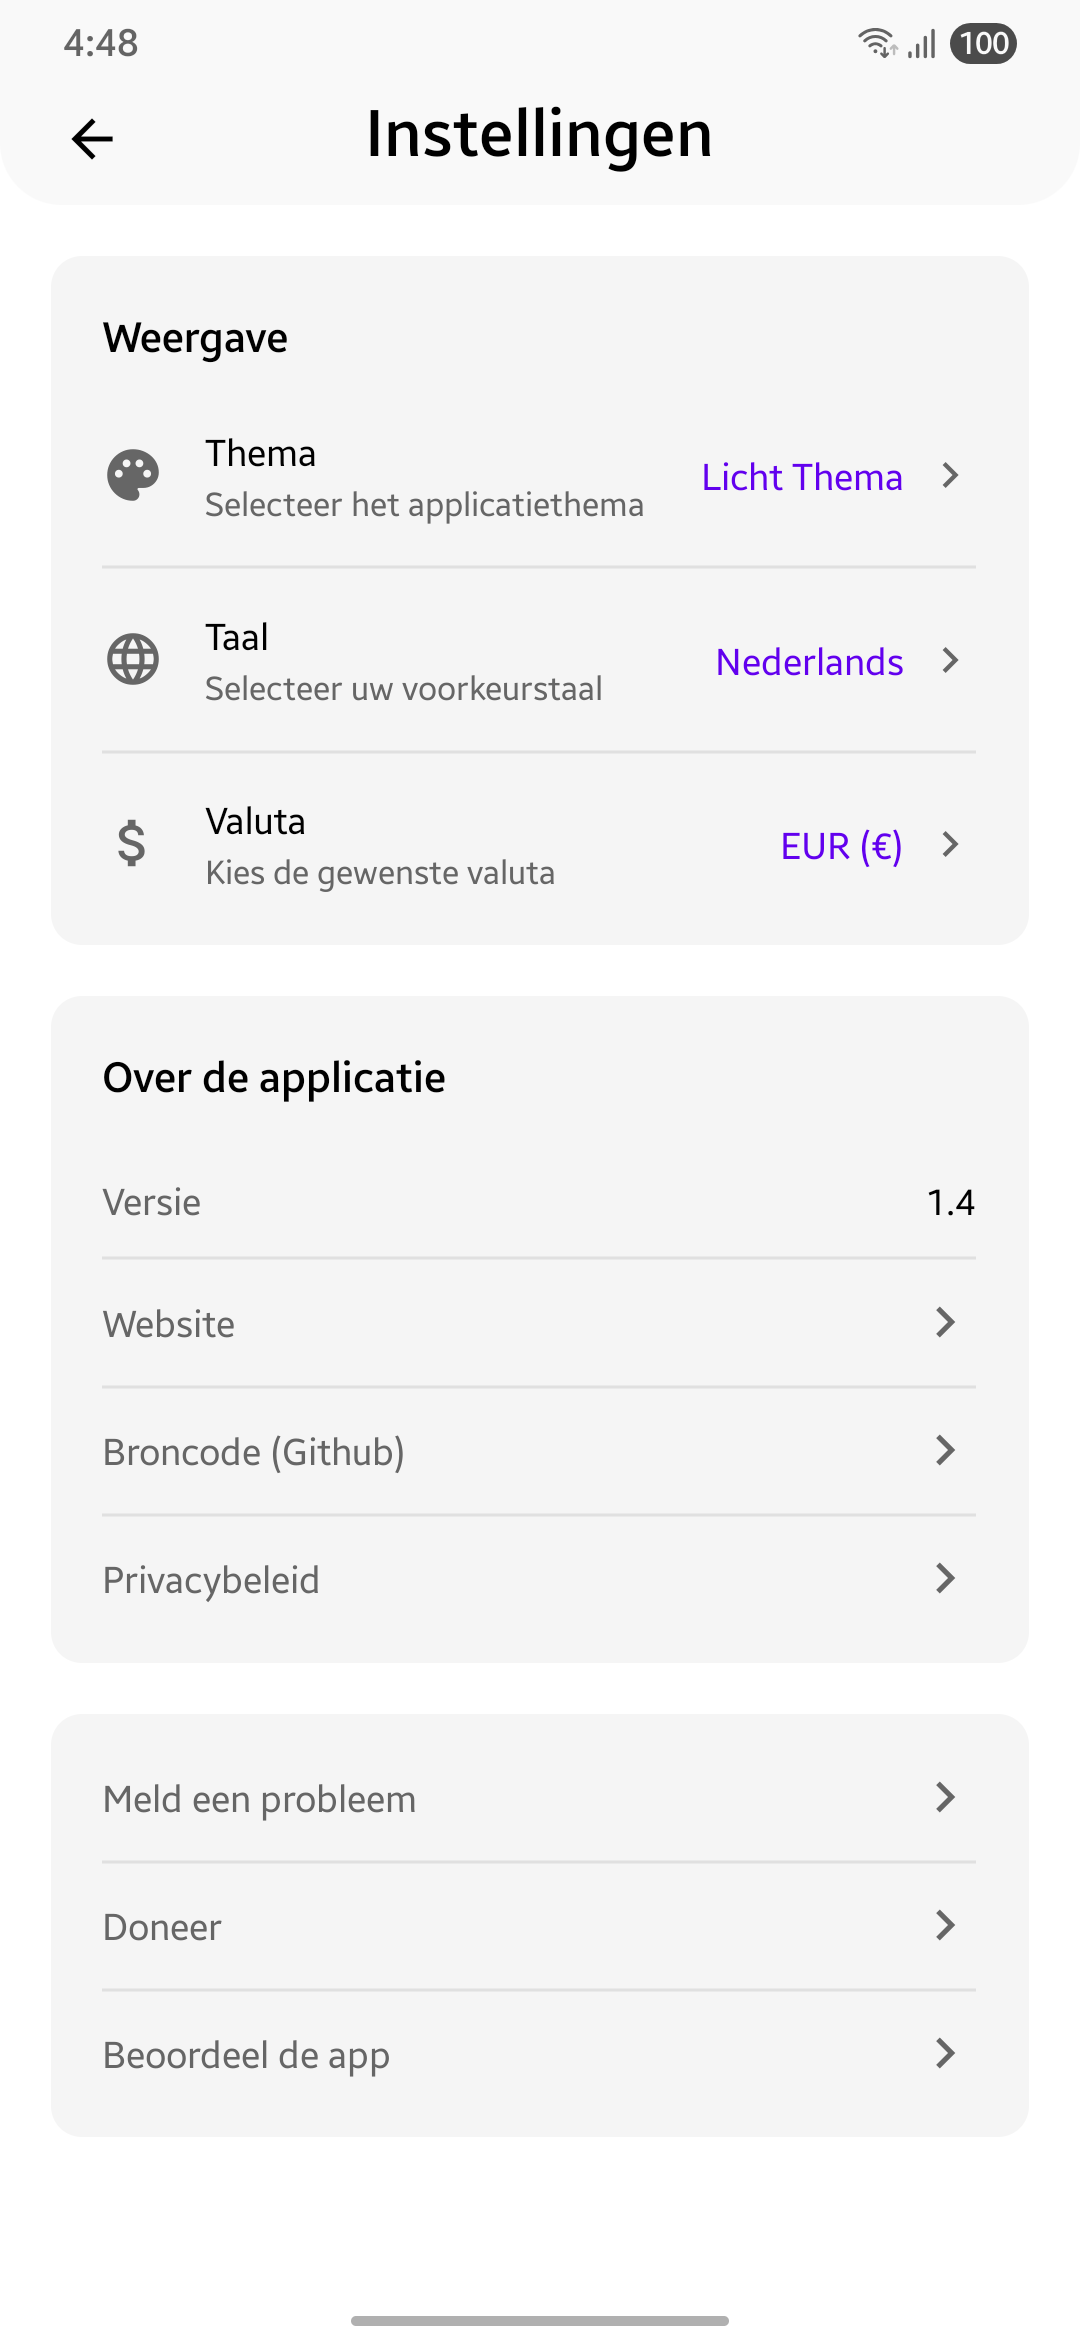 4:48
100
Instellingen
Weergave
Thema
Selecteer het applicatiethema
Licht Thema
Taal
Selecteer uw voorkeurstaal
Nederlands
Valuta
Kies de gewenste valuta
EUR (€)
Over de applicatie
Versie
1.4
Website
Broncode (Github)
Privacybeleid
Meld een probleem
Doneer
Beoordeel de app